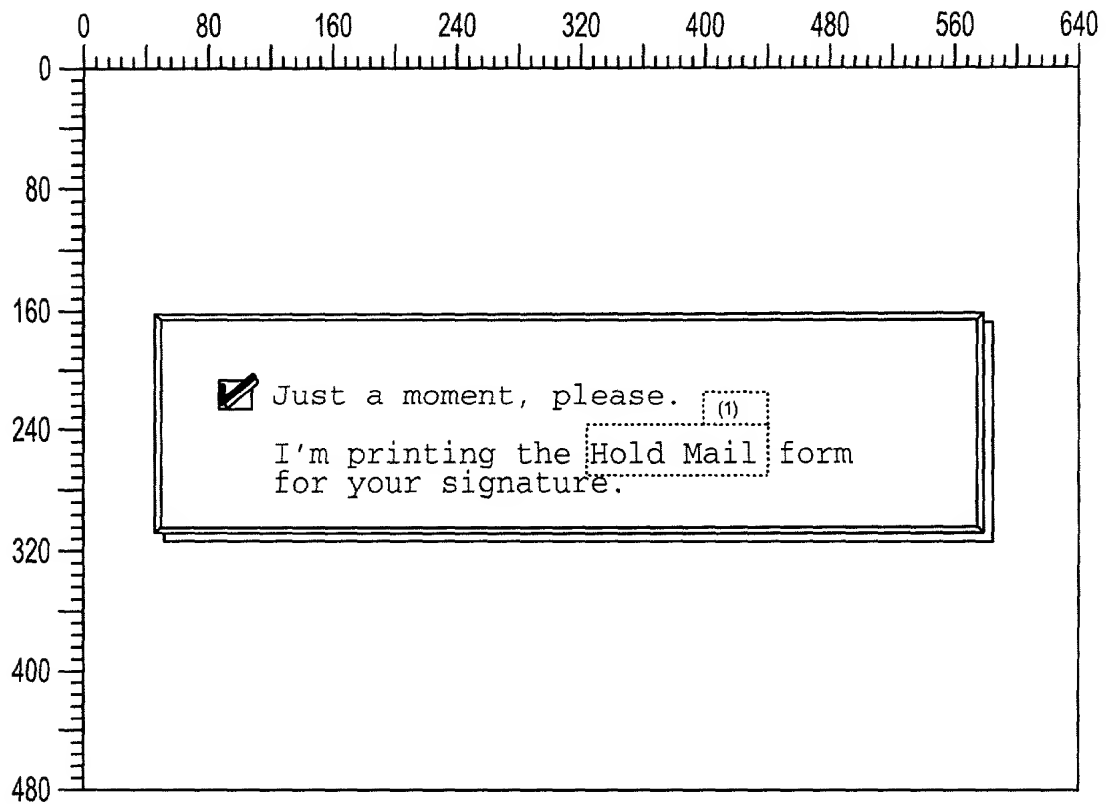 0 80 160 240 320 400 480 560 640
0
80
160
240
320
400
480
Just a moment, please.
(1)
I'm printing the Hold Mail form
for your signature.